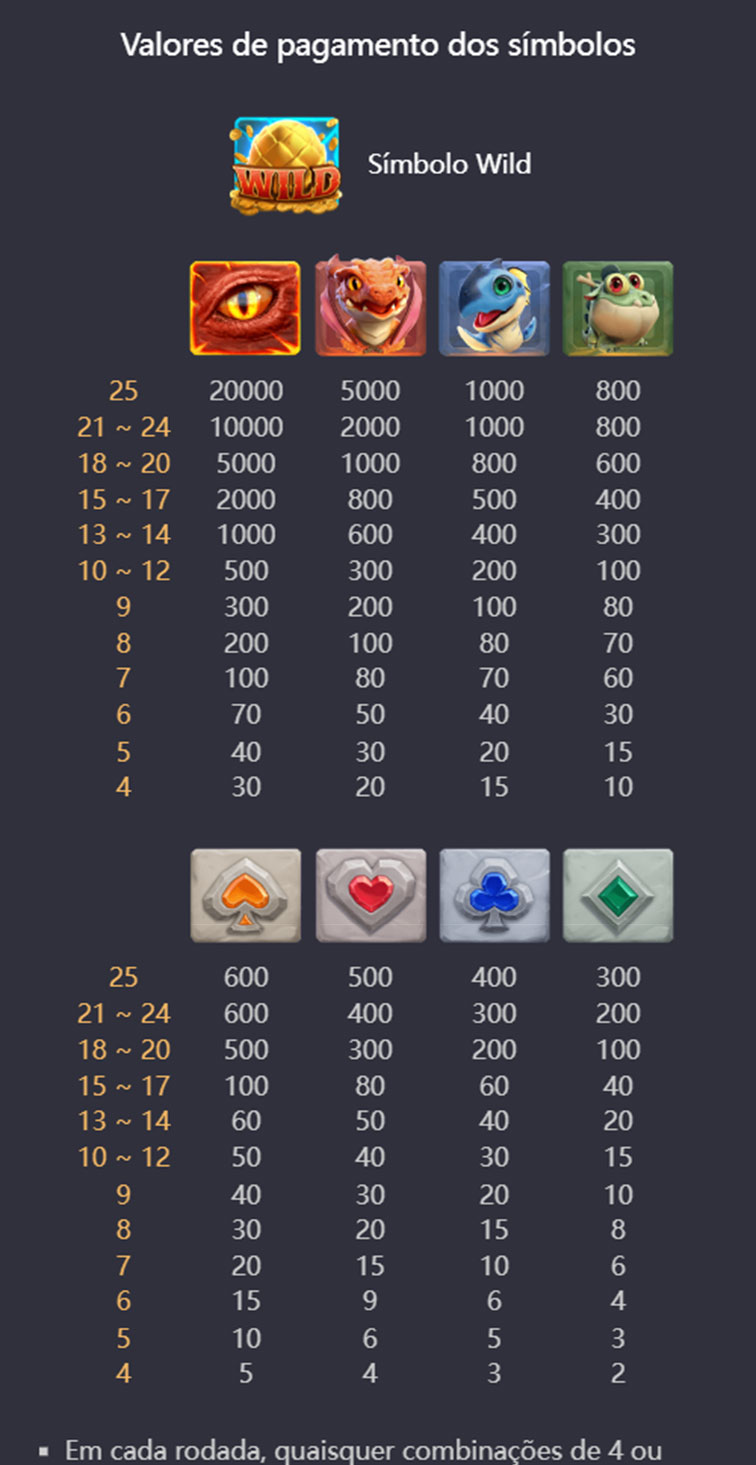 Valores de pagamento dos símbolos
WILD
Símbolo Wild
25 20000 5000 1000 800
21 ~ 24 10000 2000 1000 800
18 ~ 20 5000 1000 800 600
15 ~ 17 2000 800 500 400
13 ~ 14 1000 600 400 300
10 ~ 12 500 300 200 100
9 300 200 100 80
8 200 100 80 70
7 100 80 70 60
6 70 50 40 30
5 40 30 20 15
4 30 20 15 10
25 600 500 400 300
21 ~ 24 600 400 300 200
18 ~ 20 500 300 200 100
15 ~ 17 100 80 60 40
13 ~ 14 60 50 40 20
10 ~ 12 50 40 30 15
9 40 30 20 10
8 30 20 15 8
7 20 15 10 6
6 15 9 6 4
5 10 6 5 3
4 5 4 3 2
▪ Em cada rodada, quaisquer combinações de 4 ou